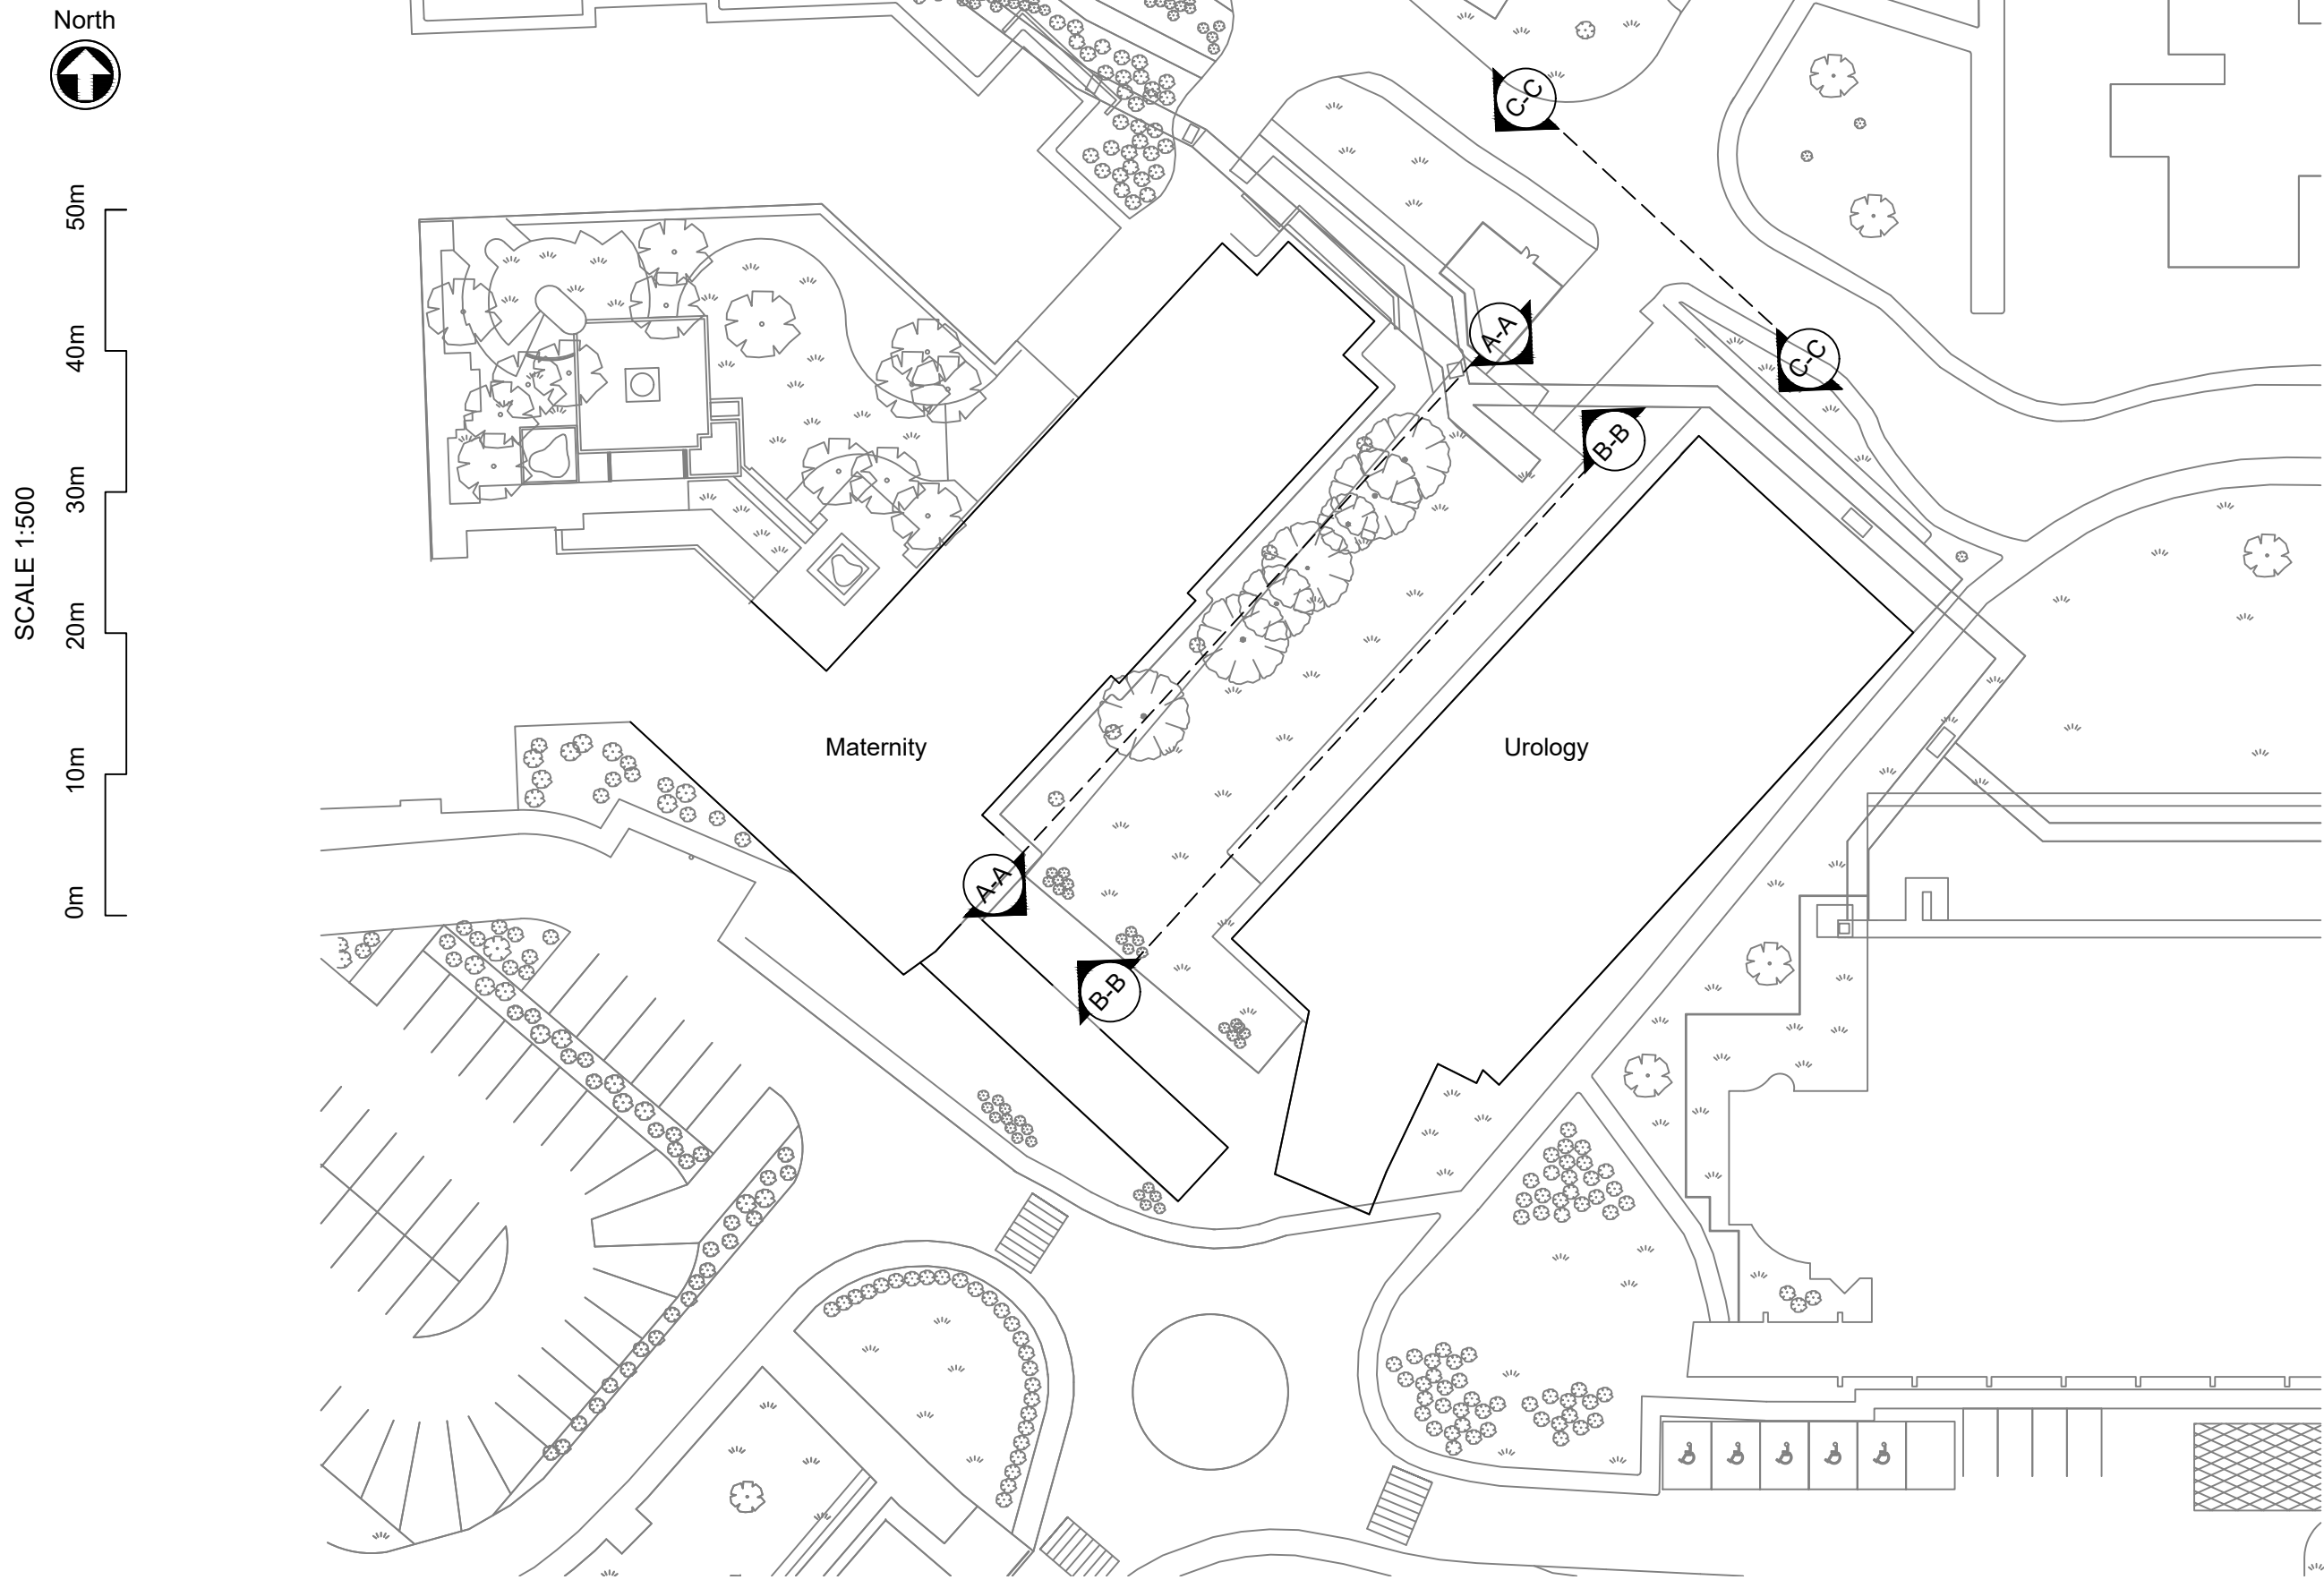 North
C-C
50m
A-A
40m
C-C
B-B
30m
SCALE 1:500
20m
Maternity
Urology
10m
A-A
0m
B-B